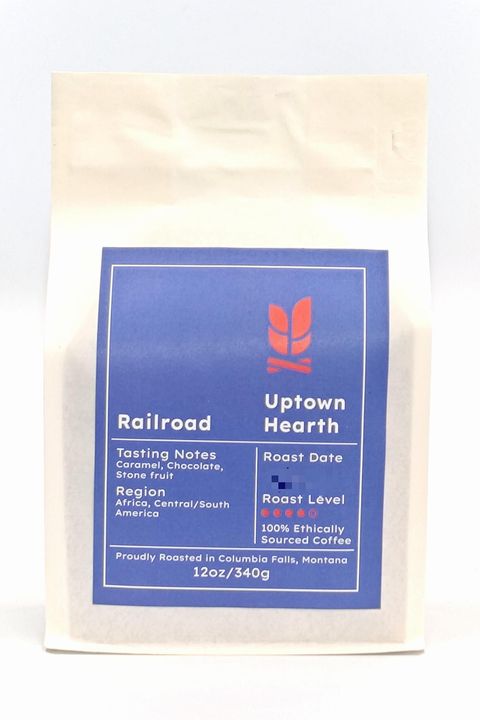 Railroad
Uptown
Hearth
Tasting Notes
Caramel, Chocolate,
Stone fruit
Region
Africa, Central/South
America
Roast Date
Roast Level
100% Ethically
Sourced Coffee
Proudly Roasted in Columbia Falls, Montana
12oz/340g